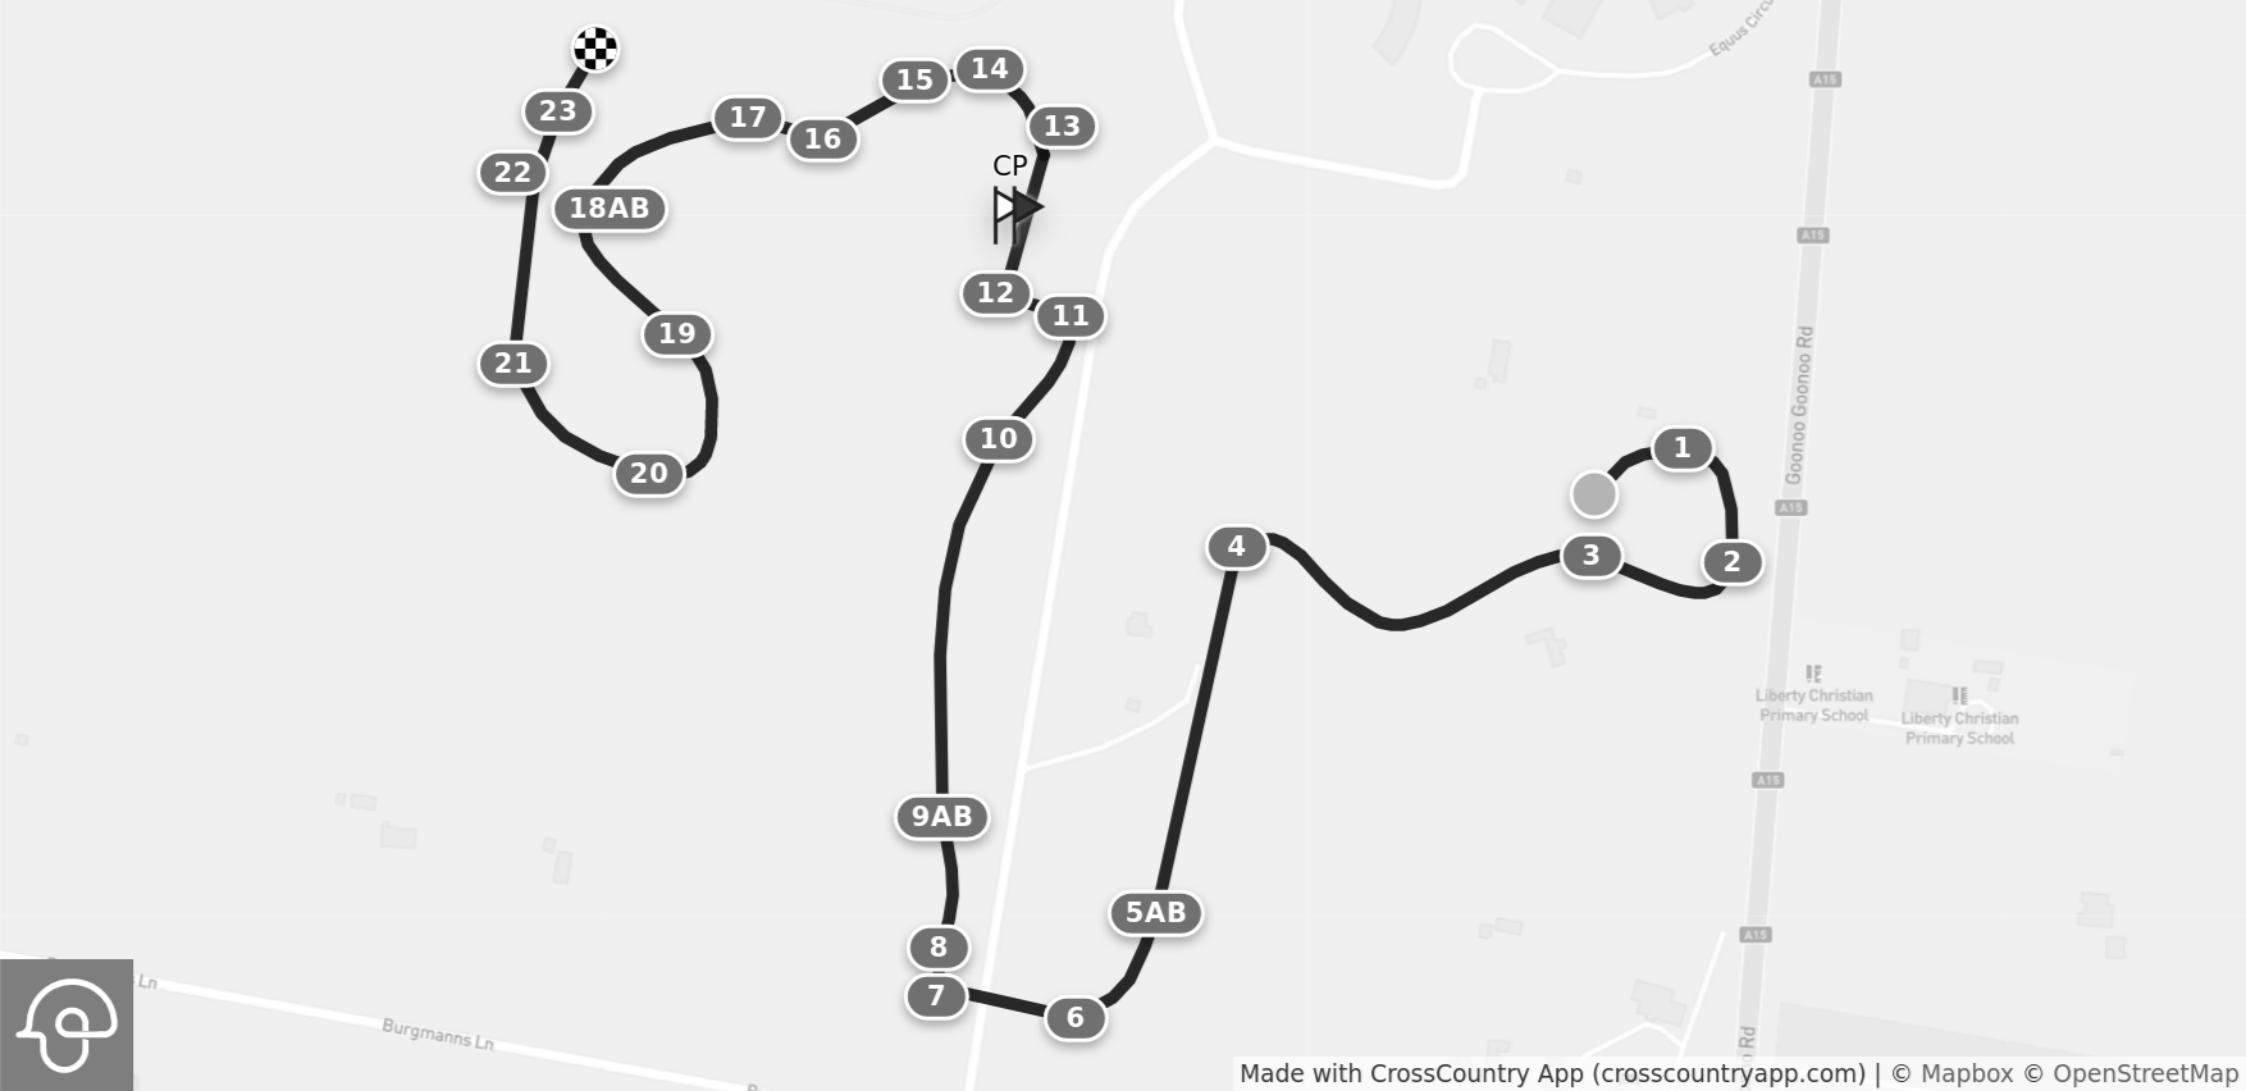 Equus Circu
A15
23
15
14
17
16
13
CP
22
18AB
A15
12
11
19
21
Goonoo Goonoo Rd
10
1
20
A15
4
3
2
Liberty Christian
Primary School
Liberty Christian
Primary School
A15
9AB
5AB
A15
8
Ln
7
6
Burgmanns Ln
Rd
Made with CrossCountry App (crosscountryapp.com) | © Mapbox © OpenStreetMap